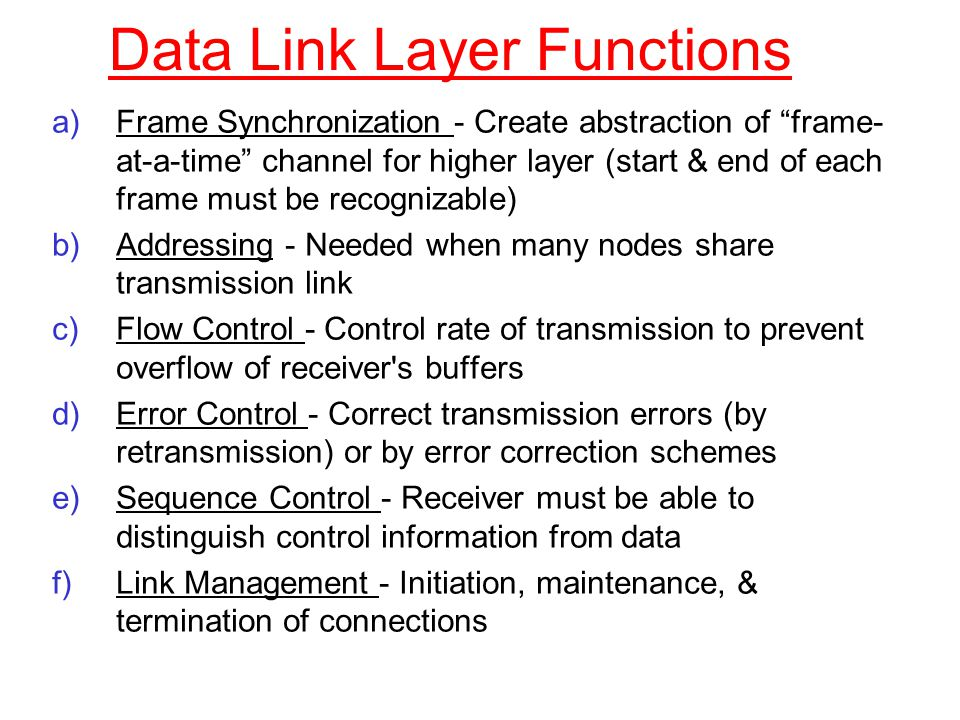 Data Link Layer Functions
a) Frame Synchronization - Create abstraction of “frame-
at-a-time” channel for higher layer (start & end of each
frame must be recognizable)
b) Addressing - Needed when many nodes share
transmission link
c) Flow Control - Control rate of transmission to prevent
overflow of receiver's buffers
d) Error Control - Correct transmission errors (by
retransmission) or by error correction schemes
e) Sequence Control - Receiver must be able to
distinguish control information from data
f) Link Management - Initiation, maintenance, &
termination of connections